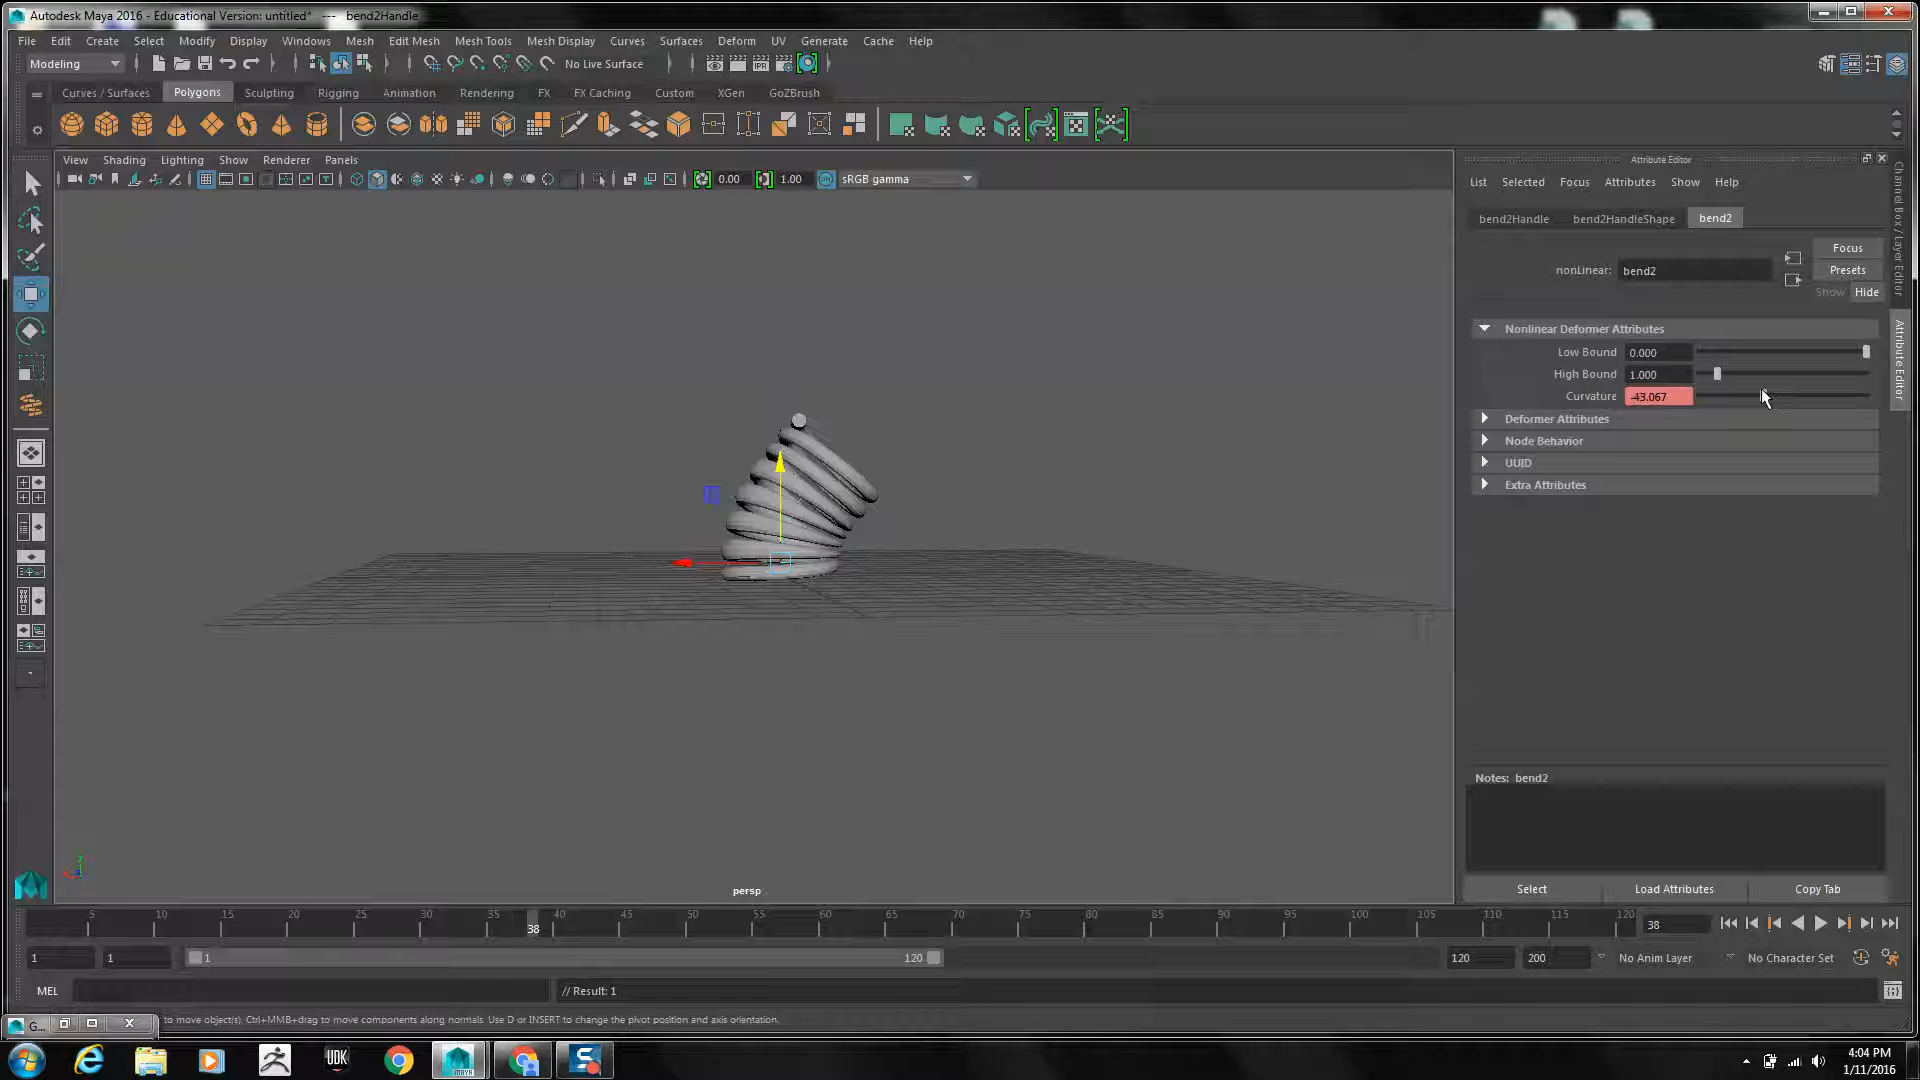 Autodesk Maya 2016 - Educational Version: untitled* --- bend2Handle
File Edit Create Select Modify Display Windows Mesh Edit Mesh Mesh Tools Mesh Display Curves Surfaces Deform UV Generate Cache Help
Modeling No Live Surface
Curves / Surfaces Polygons Sculpting Rigging Animation Rendering FX FX Caching Custom XGen GoZBrush
View Shading Lighting Show Renderer Panels
0.00 1.00 sRGB gamma
Attribute Editor
List Selected Focus Attributes Show Help
bend2Handle bend2HandleShape bend2
Focus
nonLinear: bend2 Presets
Show Hide
Nonlinear Deformer Attributes
Low Bound 0.000
High Bound 1.000
Curvature -43.067
Deformer Attributes
Node Behavior
UUID
Extra Attributes
Notes: bend2
Select Load Attributes Copy Tab
Channel Box / Layer Editor
Attribute Editor
persp
5 10 15 20 25 30 35 40 45 50 55 60 65 70 75 80 85 90 95 100 105 110 115 120
38 38
1 1 1 120 120 200 No Anim Layer No Character Set
MEL // Result: 1
G... to move object(s). Ctrl+MMB+drag to move components along normals. Use D or INSERT to change the pivot position and axis orientation.
UDK MAYA S
4:04 PM
1/11/2016